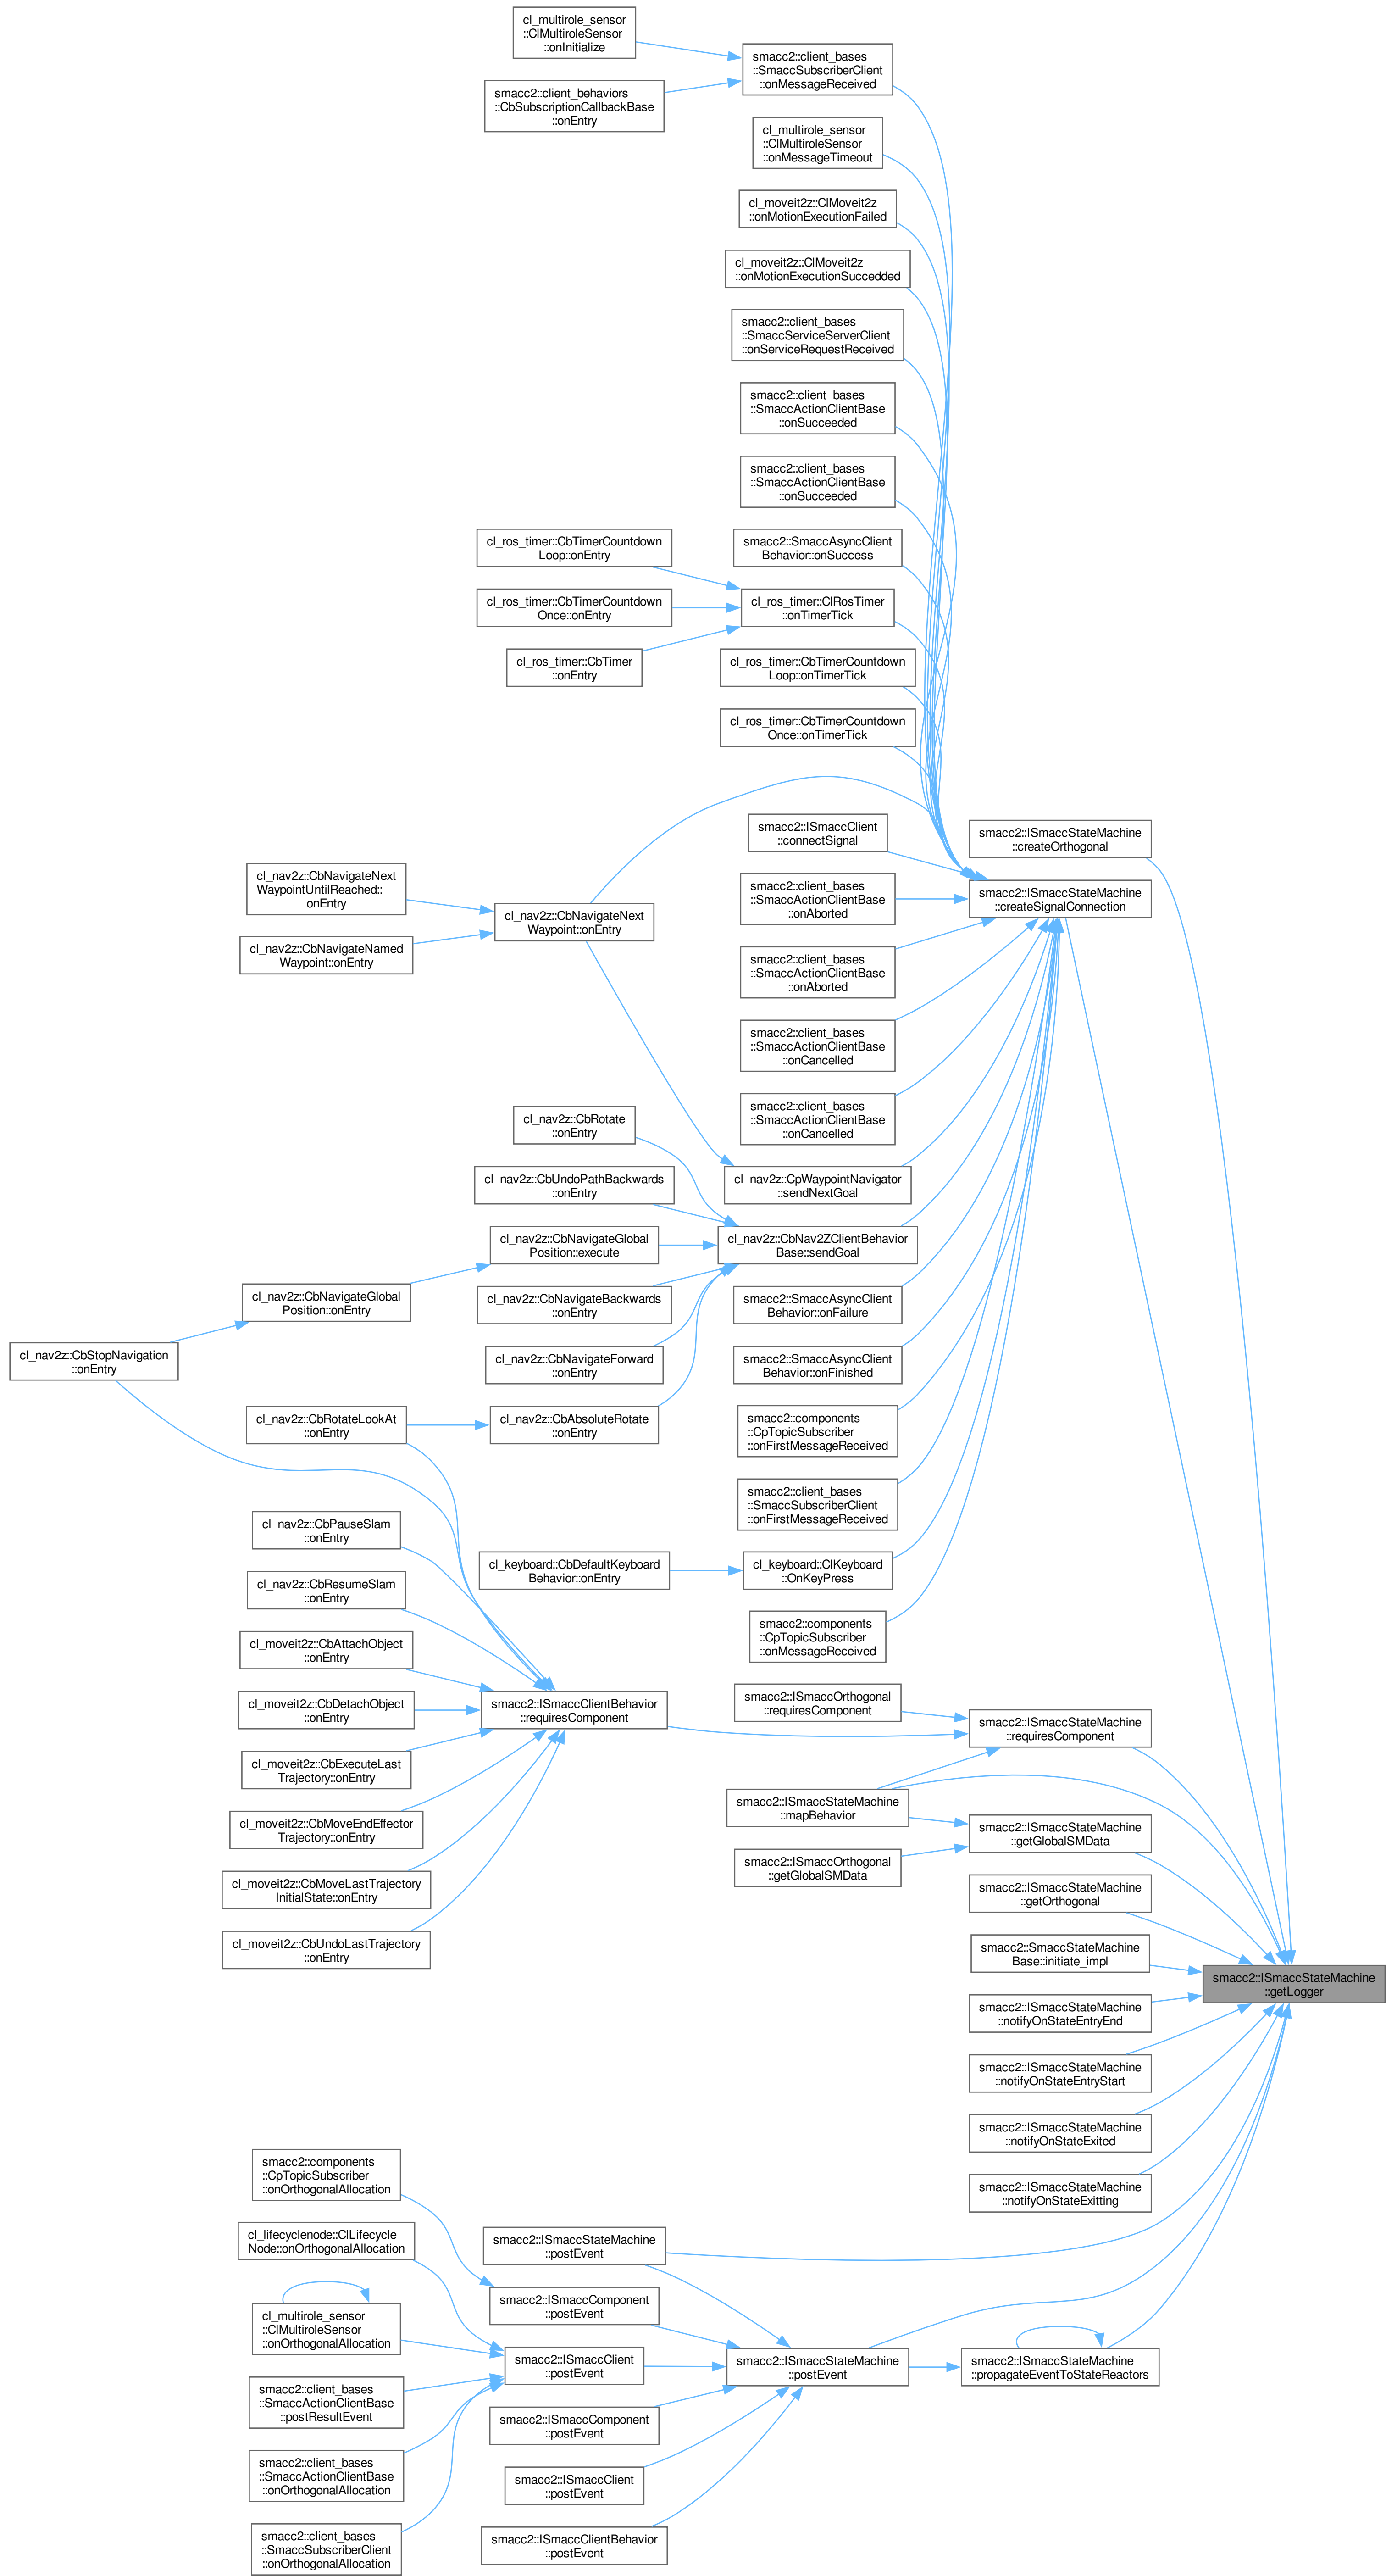 cl_multirole_sensor
::ClMultiroleSensor
::onInitialize
smacc2::client_bases
::SmaccSubscriberClient
::onMessageReceived
smacc2::client_behaviors
::CbSubscriptionCallbackBase
::onEntry
cl_multirole_sensor
::ClMultiroleSensor
::onMessageTimeout
cl_moveit2z::ClMoveit2z
::onMotionExecutionFailed
cl_moveit2z::ClMoveit2z
::onMotionExecutionSuccedded
smacc2::client_bases
::SmaccServiceServerClient
::onServiceRequestReceived
smacc2::client_bases
::SmaccActionClientBase
::onSucceeded
smacc2::client_bases
::SmaccActionClientBase
::onSucceeded
smacc2::SmaccAsyncClient
Behavior::onSuccess
cl_ros_timer::CbTimerCountdown
Loop::onEntry
cl_ros_timer::CbTimerCountdown
Once::onEntry
cl_ros_timer::ClRosTimer
::onTimerTick
cl_ros_timer::CbTimer
::onEntry
cl_ros_timer::CbTimerCountdown
Loop::onTimerTick
cl_ros_timer::CbTimerCountdown
Once::onTimerTick
smacc2::ISmaccClient
::connectSignal
smacc2::ISmaccStateMachine
::createOrthogonal
cl_nav2z::CbNavigateNext
WaypointUntilReached::
onEntry
cl_nav2z::CbNavigateNamed
Waypoint::onEntry
cl_nav2z::CbNavigateNext
Waypoint::onEntry
smacc2::client_bases
::SmaccActionClientBase
::onAborted
smacc2::ISmaccStateMachine
::createSignalConnection
smacc2::client_bases
::SmaccActionClientBase
::onAborted
smacc2::client_bases
::SmaccActionClientBase
::onCancelled
smacc2::client_bases
::SmaccActionClientBase
::onCancelled
cl_nav2z::CbRotate
::onEntry
cl_nav2z::CbUndoPathBackwards
::onEntry
cl_nav2z::CpWaypointNavigator
::sendNextGoal
cl_nav2z::CbNavigateGlobal
Position::execute
cl_nav2z::CbNav2ZClientBehavior
Base::sendGoal
cl_nav2z::CbNavigateGlobal
Position::onEntry
cl_nav2z::CbNavigateBackwards
::onEntry
smacc2::SmaccAsyncClient
Behavior::onFailure
cl_nav2z::CbStopNavigation
::onEntry
cl_nav2z::CbNavigateForward
::onEntry
smacc2::SmaccAsyncClient
Behavior::onFinished
cl_nav2z::CbRotateLookAt
::onEntry
cl_nav2z::CbAbsoluteRotate
::onEntry
smacc2::components
::CpTopicSubscriber
::onFirstMessageReceived
smacc2::client_bases
::SmaccSubscriberClient
::onFirstMessageReceived
cl_nav2z::CbPauseSlam
::onEntry
cl_nav2z::CbResumeSlam
::onEntry
cl_keyboard::CbDefaultKeyboard
Behavior::onEntry
cl_keyboard::ClKeyboard
::OnKeyPress
cl_moveit2z::CbAttachObject
::onEntry
smacc2::components
::CpTopicSubscriber
::onMessageReceived
cl_moveit2z::CbDetachObject
::onEntry
smacc2::ISmaccClientBehavior
::requiresComponent
smacc2::ISmaccOrthogonal
::requiresComponent
smacc2::ISmaccStateMachine
::requiresComponent
cl_moveit2z::CbExecuteLast
Trajectory::onEntry
cl_moveit2z::CbMoveEndEffector
Trajectory::onEntry
smacc2::ISmaccStateMachine
::mapBehavior
smacc2::ISmaccStateMachine
::getGlobalSMData
cl_moveit2z::CbMoveLastTrajectory
InitialState::onEntry
smacc2::ISmaccOrthogonal
::getGlobalSMData
smacc2::ISmaccStateMachine
::getOrthogonal
cl_moveit2z::CbUndoLastTrajectory
::onEntry
smacc2::SmaccStateMachine
Base::initiate_impl
smacc2::ISmaccStateMachine
::getLogger
smacc2::ISmaccStateMachine
::notifyOnStateEntryEnd
smacc2::ISmaccStateMachine
::notifyOnStateEntryStart
smacc2::ISmaccStateMachine
::notifyOnStateExited
smacc2::ISmaccStateMachine
::notifyOnStateExitting
smacc2::components
::CpTopicSubscriber
::onOrthogonalAllocation
cl_lifecyclenode::ClLifecycle
Node::onOrthogonalAllocation
smacc2::ISmaccStateMachine
::postEvent
cl_multirole_sensor
::ClMultiroleSensor
::onOrthogonalAllocation
smacc2::ISmaccComponent
::postEvent
smacc2::ISmaccClient
::postEvent
smacc2::ISmaccStateMachine
::postEvent
smacc2::ISmaccStateMachine
::propagateEventToStateReactors
smacc2::client_bases
::SmaccActionClientBase
::postResultEvent
smacc2::ISmaccComponent
::postEvent
smacc2::client_bases
::SmaccActionClientBase
::onOrthogonalAllocation
smacc2::ISmaccClient
::postEvent
smacc2::client_bases
::SmaccSubscriberClient
::onOrthogonalAllocation
smacc2::ISmaccClientBehavior
::postEvent